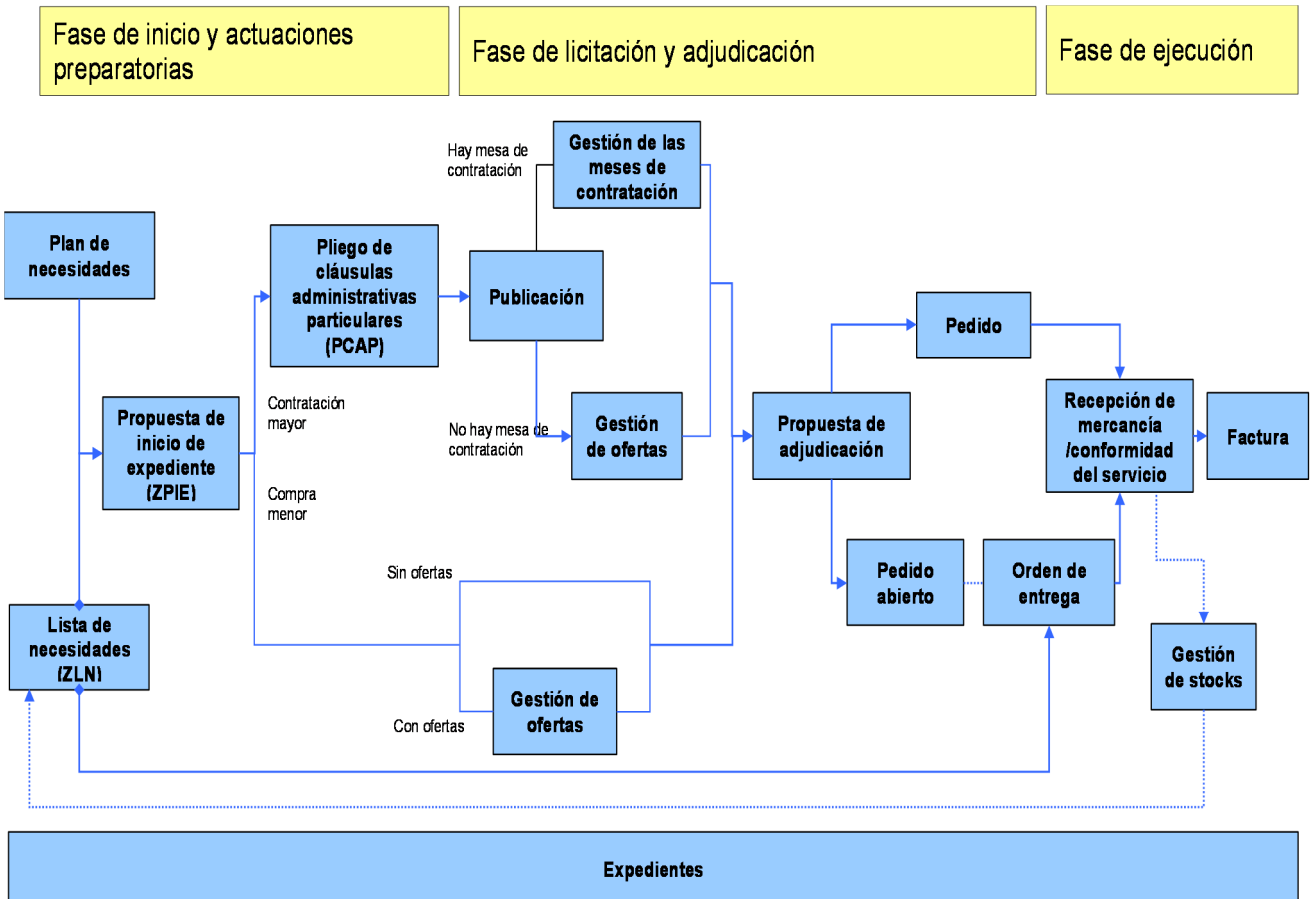 Fase de inicio y actuaciones
preparatorias
Fase de licitación y adjudicación
Fase de ejecución
Hay mesa de
contratación
Gestión de las
meses de
contratación
Plan de
necesidades
Pliego de
cláusulas
administrativas
particulares
(PCAP)
Publicación
Pedido
Propuesta de
inicio de
expediente
(ZPIE)
Contratación
mayor
No hay mesa de
contratación
Gestión
de ofertas
Propuesta de
adjudicación
Recepción de
mercancía
/conformidad
del servicio
Factura
Compra
menor
Sin ofertas
Pedido
abierto
Orden de
entrega
Lista de
necesidades
(ZLN)
Gestión
de stocks
Con ofertas
Gestión de
ofertas
Expedientes